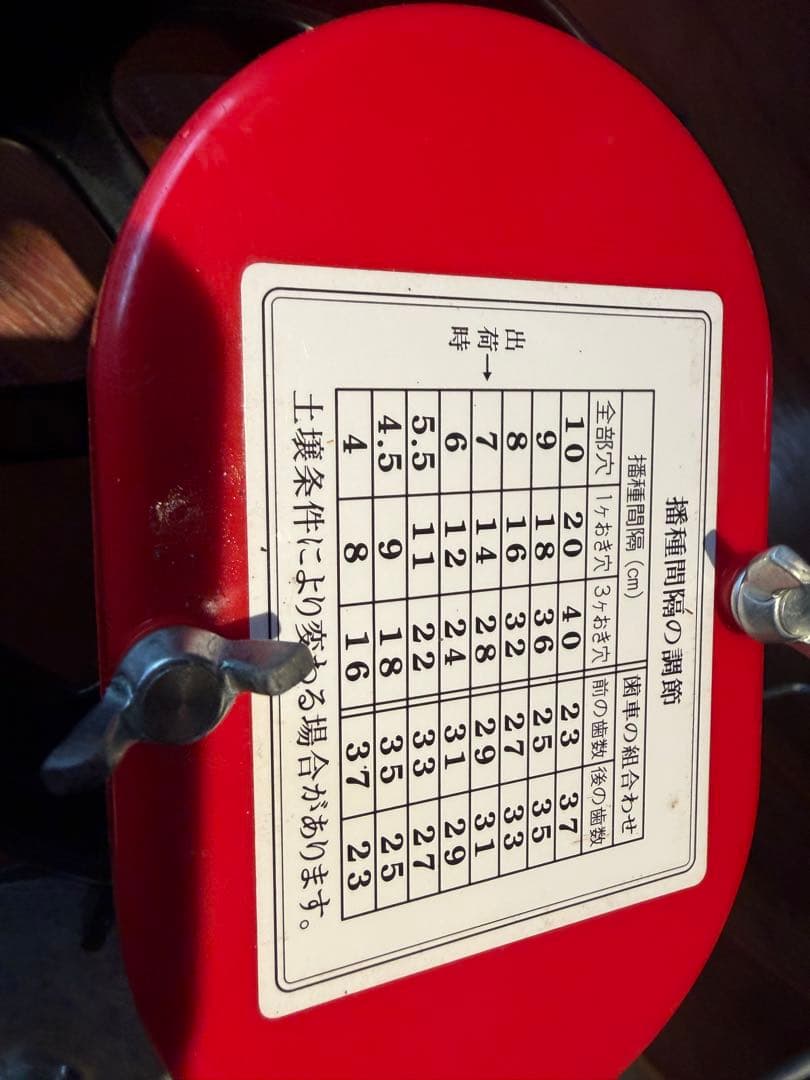 播種間隔の調節
播種間隔(cm) 歯車の組合わせ
全部穴 1ヶおき穴 3ヶおき穴 前の歯数 後の歯数
10 20 40 23 37
9 18 36 25 35
8 16 32 27 33
出荷時→ 7 14 28 29 31
6 12 24 31 29
5.5 11 22 33 27
4.5 9 18 35 25
4 8 16 37 23
土壌条件により変わる場合があります。